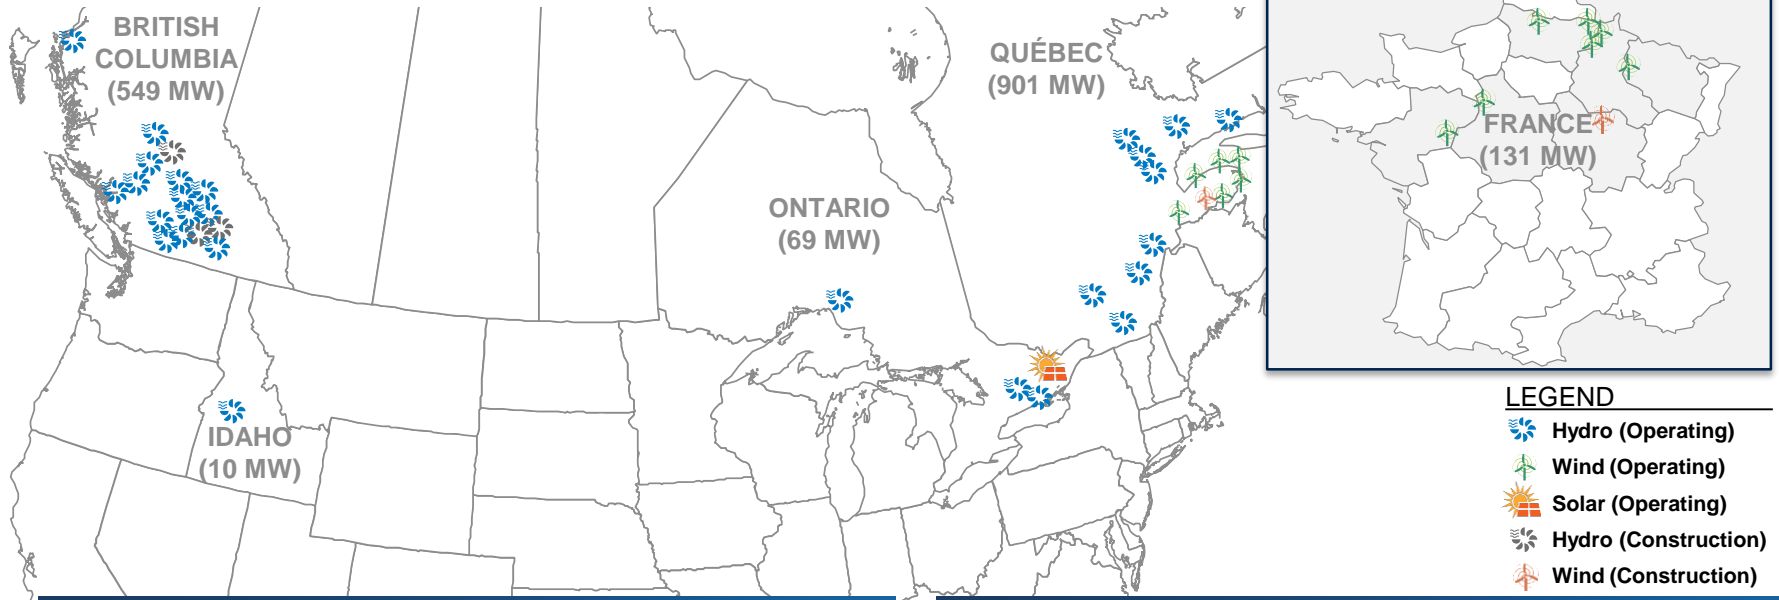 BRITISH
COLUMBIA
(549 MW)
QUÉBEC
(901 MW)
FRANCE
(131 MW)
ONTARIO
(69 MW)
IDAHO
(10 MW)
LEGEND
Hydro (Operating)
Wind (Operating)
Solar (Operating)
Hydro (Construction)
Wind (Construction)